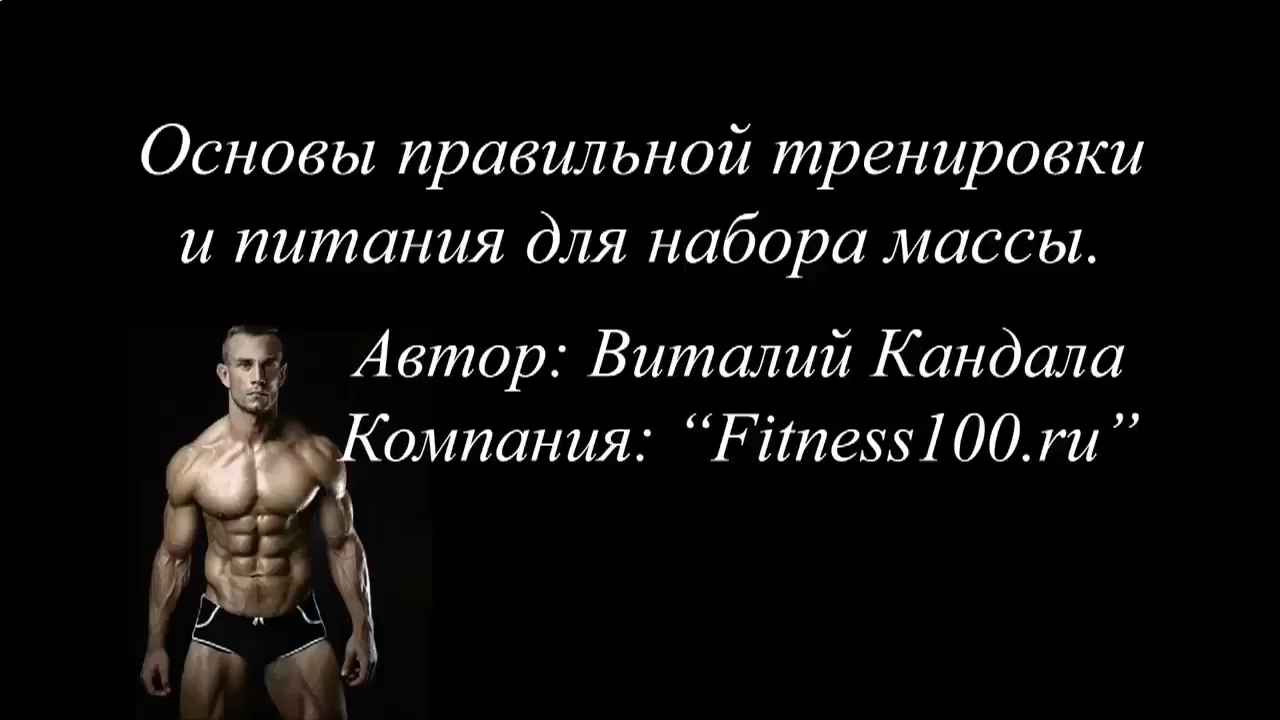 Основы правильной тренировки
и питания для набора массы.
Автор: Виталий Кандала
Компания: “Fitness100.ru”